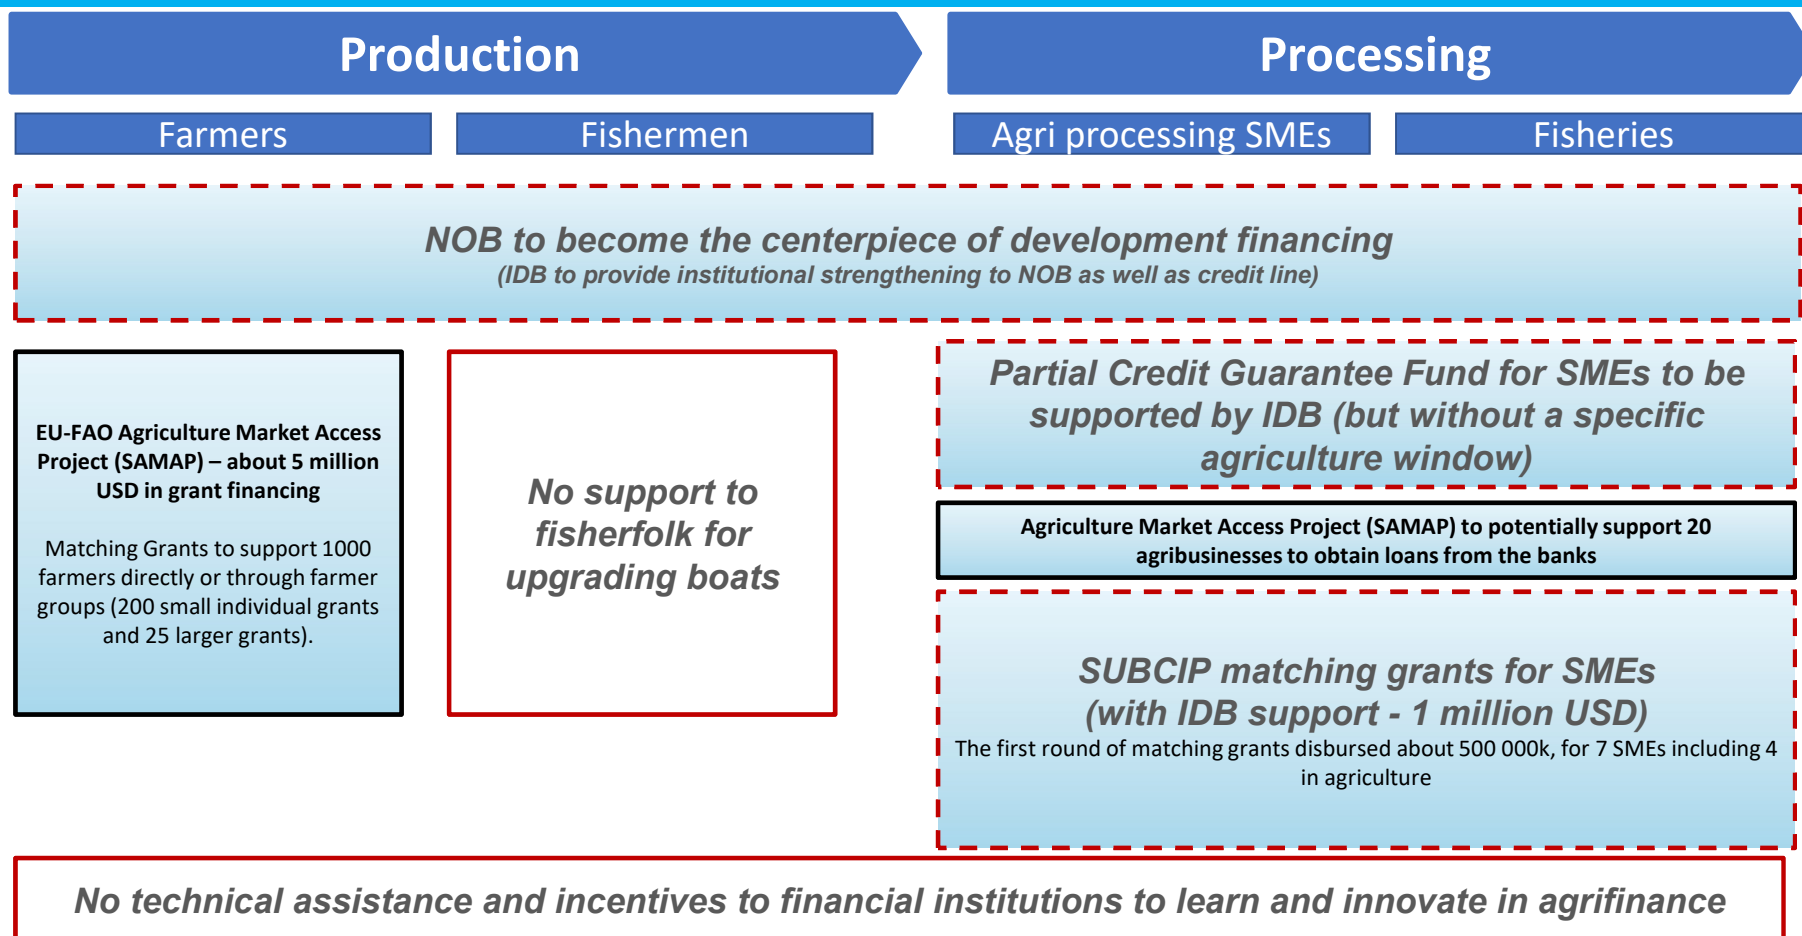 Production
Processing
Farmers
Fishermen
Agri processing SMEs
Fisheries
NOB to become the centerpiece of development financing
(IDB to provide institutional strengthening to NOB as well as credit line)
EU-FAO Agriculture Market Access
Project (SAMAP) – about 5 million
USD in grant financing
Matching Grants to support 1000
farmers directly or through farmer
groups (200 small individual grants
and 25 larger grants).
No support to
fisherfolk for
upgrading boats
Partial Credit Guarantee Fund for SMEs to be
supported by IDB (but without a specific
agriculture window)
Agriculture Market Access Project (SAMAP) to potentially support 20
agribusinesses to obtain loans from the banks
SUBCIP matching grants for SMEs
(with IDB support - 1 million USD)
The first round of matching grants disbursed about 500 000k, for 7 SMEs including 4
in agriculture
No technical assistance and incentives to financial institutions to learn and innovate in agrifinance